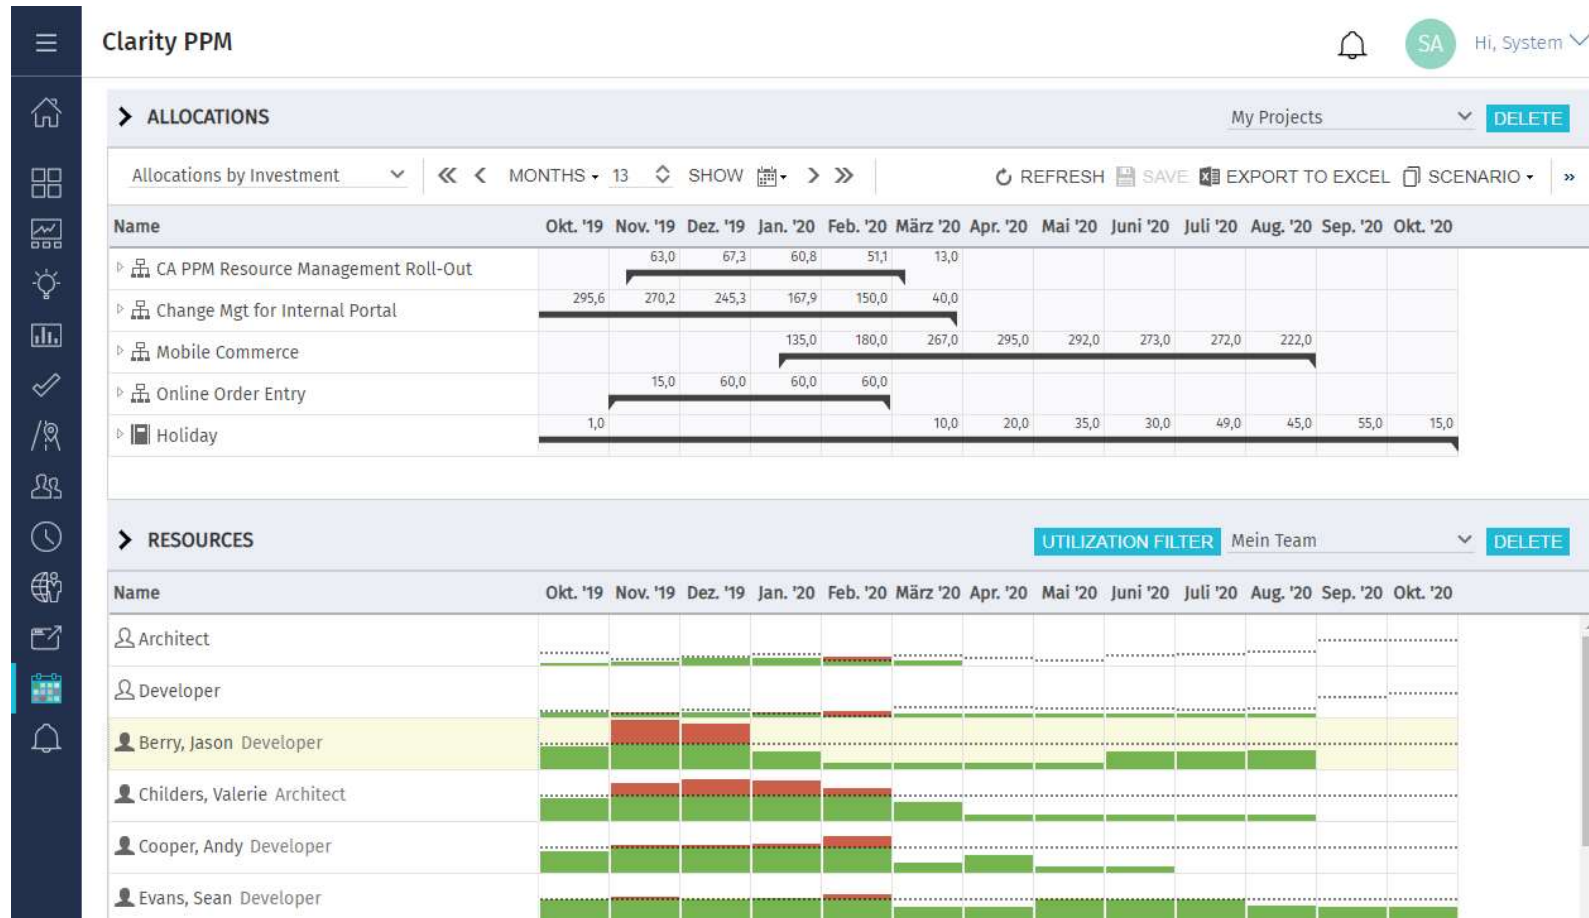 Clarity PPM
SA Hi, System
ALLOCATIONS My Projects DELETE
Allocations by Investment MONTHS 13 SHOW REFRESH SAVE EXPORT TO EXCEL SCENARIO »
Name Okt. '19 Nov. '19 Dez. '19 Jan. '20 Feb. '20 März '20 Apr. '20 Mai '20 Juni '20 Juli '20 Aug. '20 Sep. '20 Okt. '20
CA PPM Resource Management Roll-Out 63,0 67,3 60,8 51,1 13,0
Change Mgt for Internal Portal 295,6 270,2 245,3 167,9 150,0 40,0
Mobile Commerce 135,0 180,0 267,0 295,0 292,0 273,0 272,0 222,0
Online Order Entry 15,0 60,0 60,0 60,0
Holiday 1,0 10,0 20,0 35,0 30,0 49,0 45,0 55,0 15,0
RESOURCES UTILIZATION FILTER Mein Team DELETE
Name Okt. '19 Nov. '19 Dez. '19 Jan. '20 Feb. '20 März '20 Apr. '20 Mai '20 Juni '20 Juli '20 Aug. '20 Sep. '20 Okt. '20
Architect
Developer
Berry, Jason Developer
Childers, Valerie Architect
Cooper, Andy Developer
Evans, Sean Developer